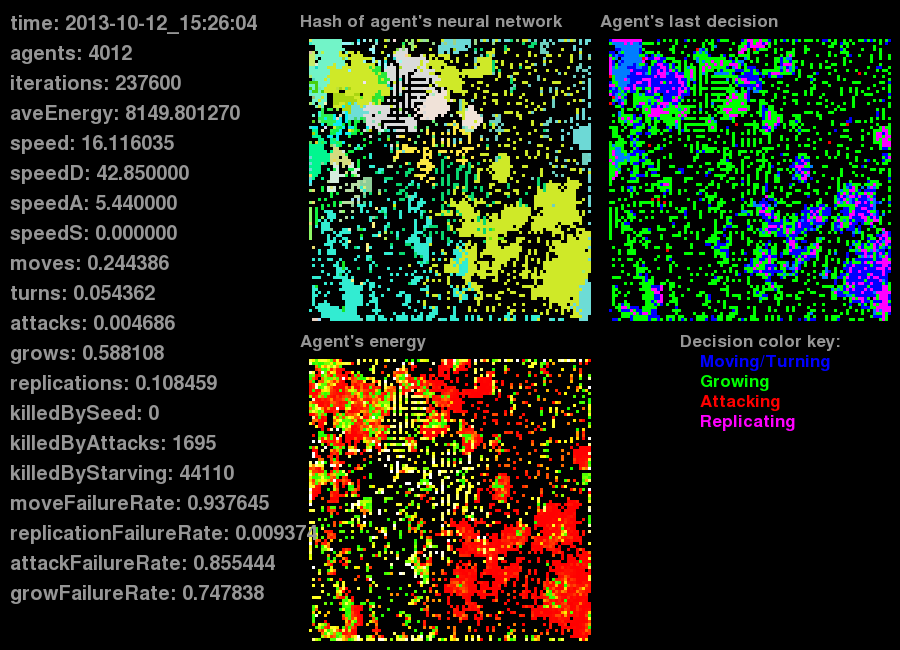 time: 2013-10-12_15:26:04
agents: 4012
iterations: 237600
aveEnergy: 8149.801270
speed: 16.116035
speedD: 42.850000
speedA: 5.440000
speedS: 0.000000
moves: 0.244386
turns: 0.054362
attacks: 0.004686
grows: 0.588108
replications: 0.108459
killedBySeed: 0
killedByAttacks: 1695
killedByStarving: 44110
moveFailureRate: 0.937645
replicationFailureRate: 0.009374
attackFailureRate: 0.855444
growFailureRate: 0.747838
Hash of agent's neural network
Agent's last decision
Agent's energy
Decision color key:
Moving/Turning
Growing
Attacking
Replicating